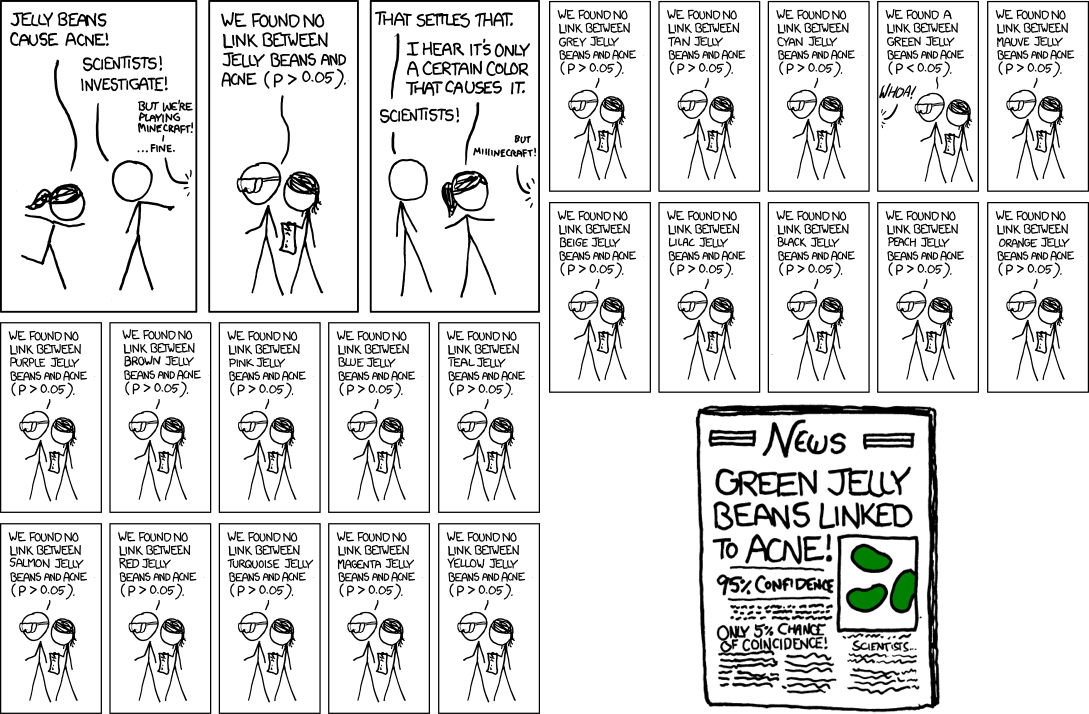 JELLY BEANS
CAUSE ACNE!
SCIENTISTS!
INVESTIGATE!
BUT WE'RE
PLAYING
MINECRAFT!
...FINE.
WE FOUND NO
LINK BETWEEN
JELLY BEANS AND
ACNE (P > 0.05).
THAT SETTLES THAT.
I HEAR IT'S ONLY
A CERTAIN COLOR
THAT CAUSES IT.
SCIENTISTS!
BUT
MIIIINECRAFT!
WE FOUND NO
LINK BETWEEN
PURPLE JELLY
BEANS AND ACNE
(P > 0.05).
WE FOUND NO
LINK BETWEEN
BROWN JELLY
BEANS AND ACNE
(P > 0.05).
WE FOUND NO
LINK BETWEEN
PINK JELLY
BEANS AND ACNE
(P > 0.05).
WE FOUND NO
LINK BETWEEN
BLUE JELLY
BEANS AND ACNE
(P > 0.05).
WE FOUND NO
LINK BETWEEN
TEAL JELLY
BEANS AND ACNE
(P > 0.05).
WE FOUND NO
LINK BETWEEN
SALMON JELLY
BEANS AND ACNE
(P > 0.05).
WE FOUND NO
LINK BETWEEN
RED JELLY
BEANS AND ACNE
(P > 0.05).
WE FOUND NO
LINK BETWEEN
TURQUOISE JELLY
BEANS AND ACNE
(P > 0.05).
WE FOUND NO
LINK BETWEEN
MAGENTA JELLY
BEANS AND ACNE
(P > 0.05).
WE FOUND NO
LINK BETWEEN
YELLOW JELLY
BEANS AND ACNE
(P > 0.05).
WE FOUND NO
LINK BETWEEN
GREY JELLY
BEANS AND ACNE
(P > 0.05).
WE FOUND NO
LINK BETWEEN
TAN JELLY
BEANS AND ACNE
(P > 0.05).
WE FOUND NO
LINK BETWEEN
CYAN JELLY
BEANS AND ACNE
(P > 0.05).
WE FOUND A
LINK BETWEEN
GREEN JELLY
BEANS AND ACNE
(P < 0.05).
WHOA!
WE FOUND NO
LINK BETWEEN
MAUVE JELLY
BEANS AND ACNE
(P > 0.05).
WE FOUND NO
LINK BETWEEN
BEIGE JELLY
BEANS AND ACNE
(P > 0.05).
WE FOUND NO
LINK BETWEEN
LILAC JELLY
BEANS AND ACNE
(P > 0.05).
WE FOUND NO
LINK BETWEEN
BLACK JELLY
BEANS AND ACNE
(P > 0.05).
WE FOUND NO
LINK BETWEEN
PEACH JELLY
BEANS AND ACNE
(P > 0.05).
WE FOUND NO
LINK BETWEEN
ORANGE JELLY
BEANS AND ACNE
(P > 0.05).
NEWS
GREEN JELLY
BEANS LINKED
TO ACNE!
95% CONFIDENCE
ONLY 5% CHANCE
OF COINCIDENCE!
SCIENTISTS...